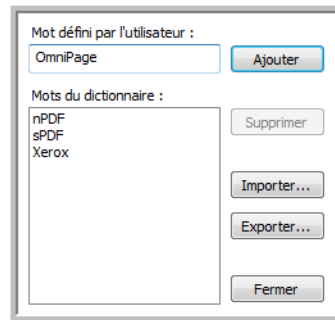 Mot défini par l'utilisateur :
OmniPage
Ajouter
Mots du dictionnaire :
nPDF
sPDF
Xerox
Supprimer
Importer...
Exporter...
Fermer